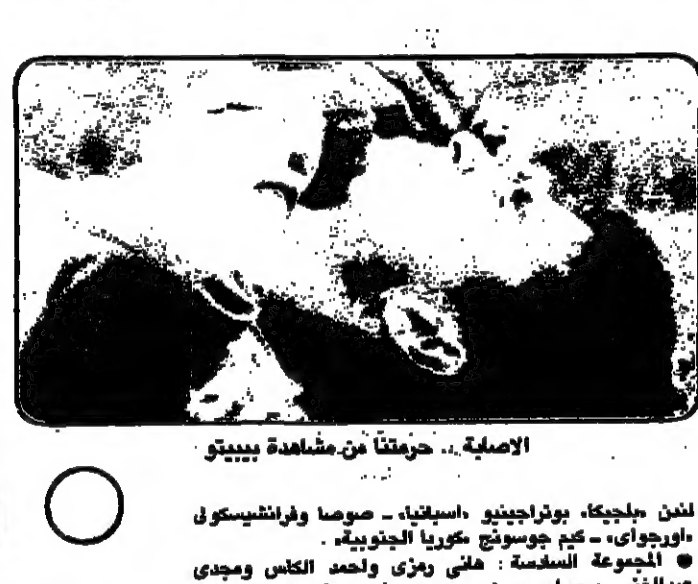 الاصابة .. حرمتنا من مشاهدة بيبيتو
لندن «بلجيكا» بوتراجينيو «اسبانيا» ـ صوصا وفرانشيسكولى
«اورجواى» ـ كيم جوسونج «كوريا الجنوبية» .
● المجموعة السادسة : هانى رمزى واحمد الكاس ومجدى